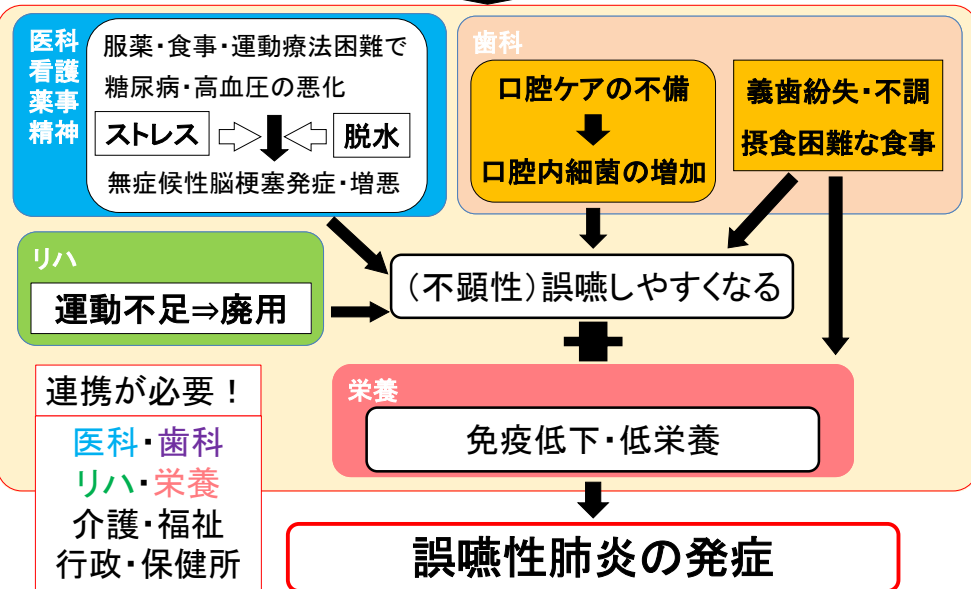 医科
看護
薬事
精神
服薬・食事・運動療法困難で
糖尿病・高血圧の悪化
ストレス
脱水
無症候性脳梗塞発症・増悪
歯科
口腔ケアの不備
口腔内細菌の増加
義歯紛失・不調
摂食困難な食事
リハ
運動不足⇒廃用
(不顕性)誤嚥しやすくなる
栄養
免疫低下・低栄養
連携が必要!
医科・歯科
リハ・栄養
介護・福祉
行政・保健所
誤嚥性肺炎の発症